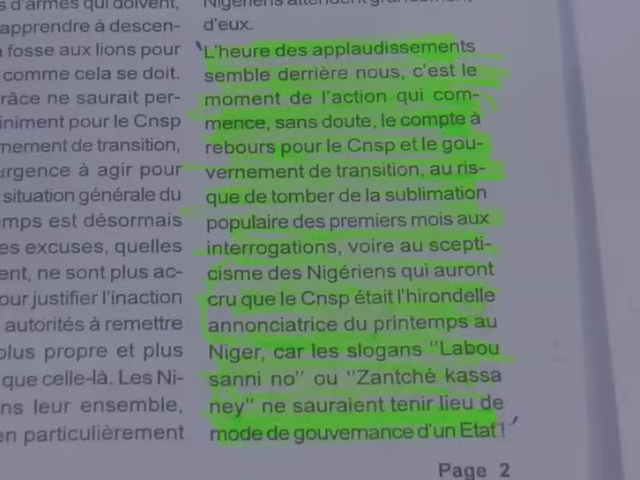 s d'armes qui doivent,
apprendre à descen-
fosse aux lions pour
comme cela se doit.
râce ne saurait per-
iniment pour le Cnsp
nement de transition,
urgence à agir pour
situation générale du
emps est désormais
es excuses, quelles
ent, ne sont plus ac-
our justifier l'inaction
autorités à remettre
plus propre et plus
que celle-là. Les Ni-
ns leur ensemble,
en particulièrement
Nigériens attendent grandement,
d'eux.
L'heure des applaudissements
semble derrière nous, c'est le
moment de l'action qui com-
mence, sans doute, le compte à
rebours pour le Cnsp et le gou-
vernement de transition, au ris-
que de tomber de la sublimation
populaire des premiers mois aux
interrogations, voire au scepti-
cisme des Nigériens qui auront
cru que le Cnsp était l'hirondelle
annonciatrice du printemps au
Niger, car les slogans ''Labou
sanni no'' ou ''Zantché kassa
ney'' ne sauraient tenir lieu de
mode de gouvernance d'un Etat !
Page 2